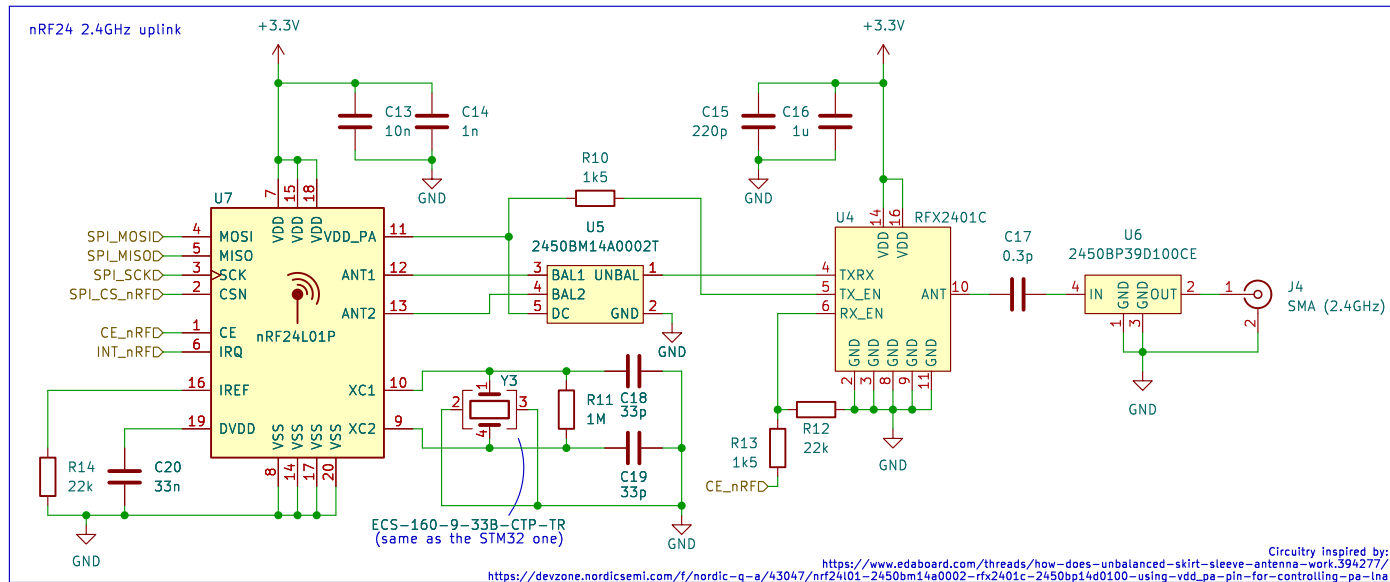 nRF24 2.4GHz uplink
+3.3V
+3.3V
C13
10n
C14
1n
C15
220p
C16
1u
GND
GND
R10
1k5
U7
7
15
18
VDD
VDD
VDD
VDD_PA
11
SPI_MOSI
4
MOSI
SPI_MISO
5
MISO
SPI_SCK
3
SCK
SPI_CS_nRF
2
CSN
CE_nRF
1
CE
INT_nRF
6
IRQ
16
IREF
19
DVDD
ANT1
12
ANT2
13
nRF24L01P
XC1
10
XC2
9
VSS
VSS
VSS
VSS
8
14
17
20
R14
22k
C20
33n
GND
U5
2450BM14A0002T
3
BAL1
UNBAL
1
4
BAL2
5
DC
GND
2
GND
Y3
1
2
3
4
R11
1M
C18
33p
C19
33p
ECS-160-9-33B-CTP-TR
(same as the STM32 one)
GND
U4
RFX2401C
14
16
VDD
VDD
4
TXRX
5
TX_EN
6
RX_EN
ANT
10
GND
GND
GND
GND
GND
2
3
8
9
11
R12
22k
R13
1k5
CE_nRF
GND
C17
0.3p
U6
2450BP39D100CE
4
IN
GND
GND
OUT
2
1
3
GND
1
2
J4
SMA (2.4GHz)
Circuitry inspired by:
https://www.edaboard.com/threads/how-does-unbalanced-skirt-sleeve-antenna-work.394277/
https://devzone.nordicsemi.com/f/nordic-q-a/43047/nrf24l01-2450bm14a0002-rfx2401c-2450bp14d0100-using-vdd_pa-pin-for-controlling-pa-lna